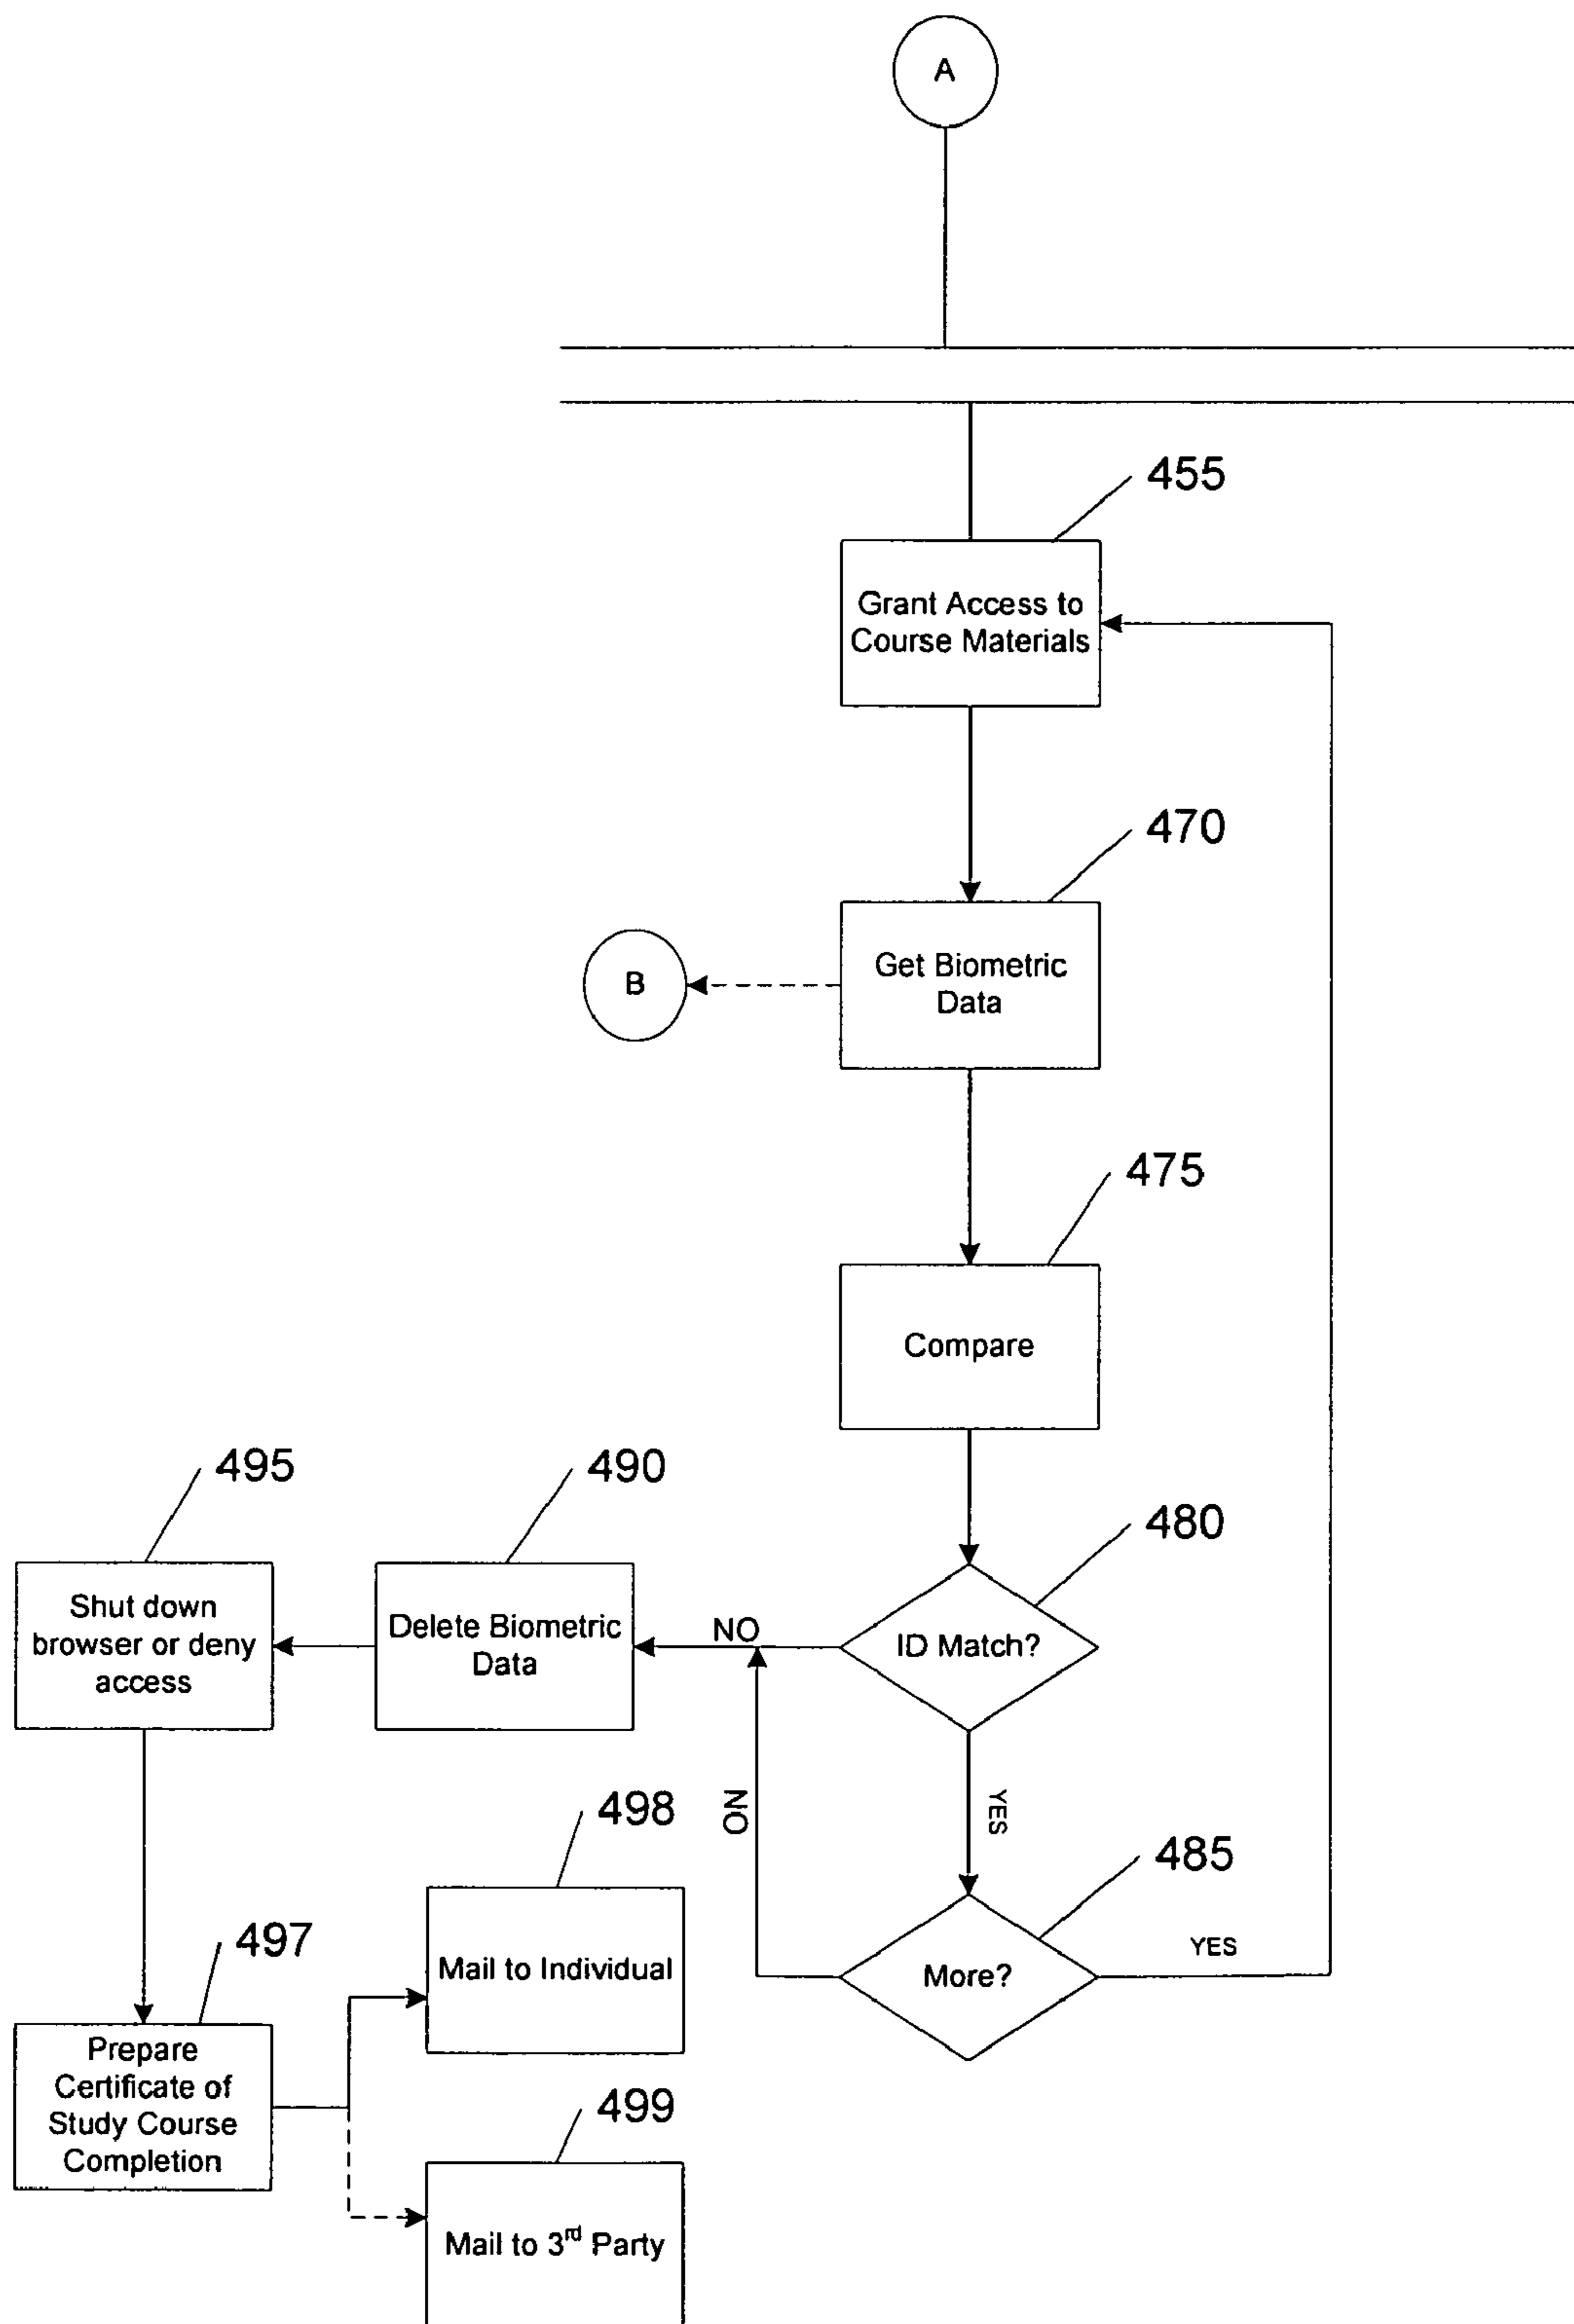 A
455
Grant Access to
Course Materials
470
Get Biometric
Data
B
475
Compare
495
490
480
Shut down
browser or deny
access
Delete Biometric
Data
NO
ID Match?
498
NO
YES
485
497
Mail to Individual
More?
YES
Prepare
Certificate of
Study Course
Completion
499
Mail to 3rd Party